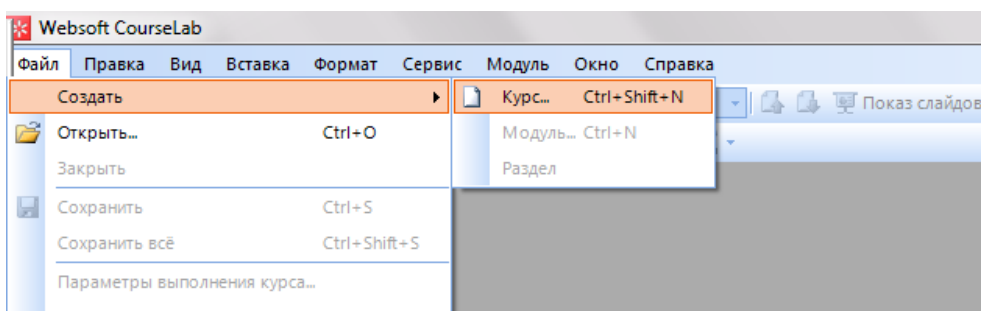 Websoft CourseLab
Файл Правка Вид Вставка Формат Сервис Модуль Окно Справка
Создать Курс... Ctrl+Shift+N Показ слайдов
Открыть... Ctrl+O Модуль... Ctrl+N
Закрыть Раздел
Сохранить Ctrl+S
Сохранить всё Ctrl+Shift+S
Параметры выполнения курса...